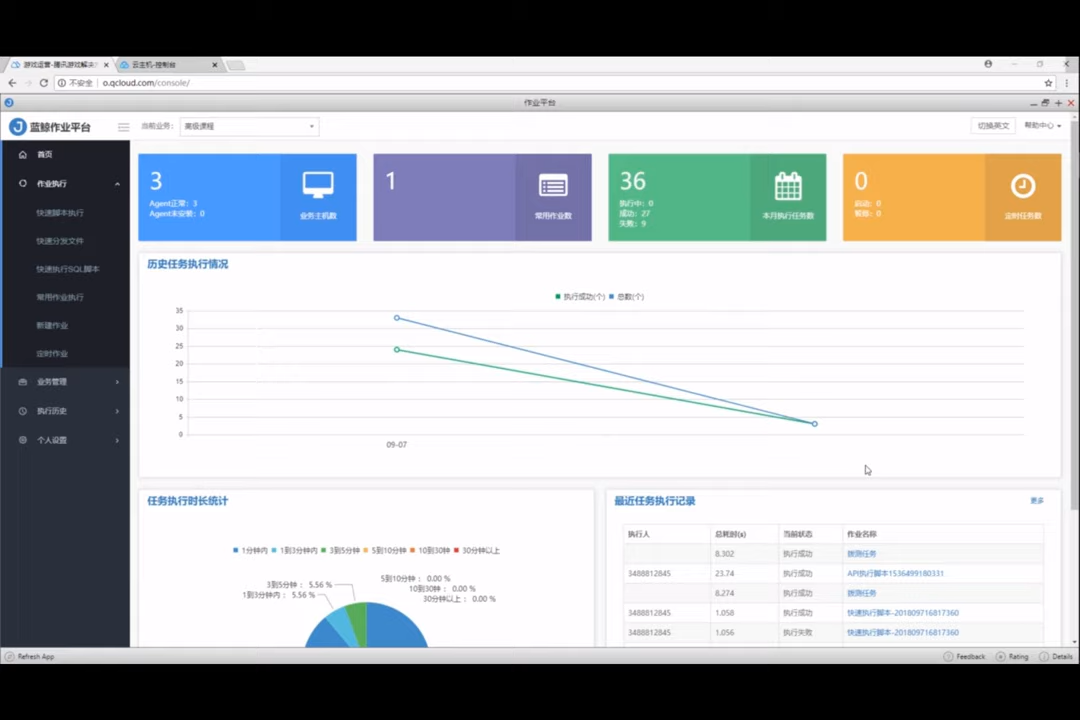 游戏运营-腾讯游戏解决
云主机-控制台
不安全 o.qcloud.com/console/
作业平台
蓝鲸作业平台
当前业务:
高级课程
切换英文
帮助中心
首页
作业执行
快速脚本执行
快速分发文件
快速执行SQL脚本
常用作业执行
新建作业
定时作业
业务管理
执行历史
个人设置
3
Agent正常: 3
Agent未安装: 0
业务主机数
1
常用作业数
36
执行中: 0
成功: 27
失败: 9
本月执行任务数
0
启动: 0
暂停: 0
定时任务数
历史任务执行情况
执行成功(个) 总数(个)
35
30
25
20
15
10
5
0
09-07
任务执行时长统计
1分钟内 1到3分钟内 3到5分钟 5到10分钟 10到30钟 30分钟以上
3到5分钟: 5.56 %
1到3分钟内: 5.56 %
5到10分钟: 0.00 %
10到30钟: 0.00 %
30分钟以上: 0.00 %
最近任务执行记录
更多
执行人 总耗时(s) 当前状态 作业名称
8.302 执行成功 拨测任务
3488812845 23.74 执行成功 API执行脚本1536499180331
8.274 执行成功 拨测任务
3488812845 1.058 执行成功 快速执行脚本-201809716817360
3488812845 1.056 执行失败 快速执行脚本-201809716817360
Refresh App
Feedback
Rating
Details